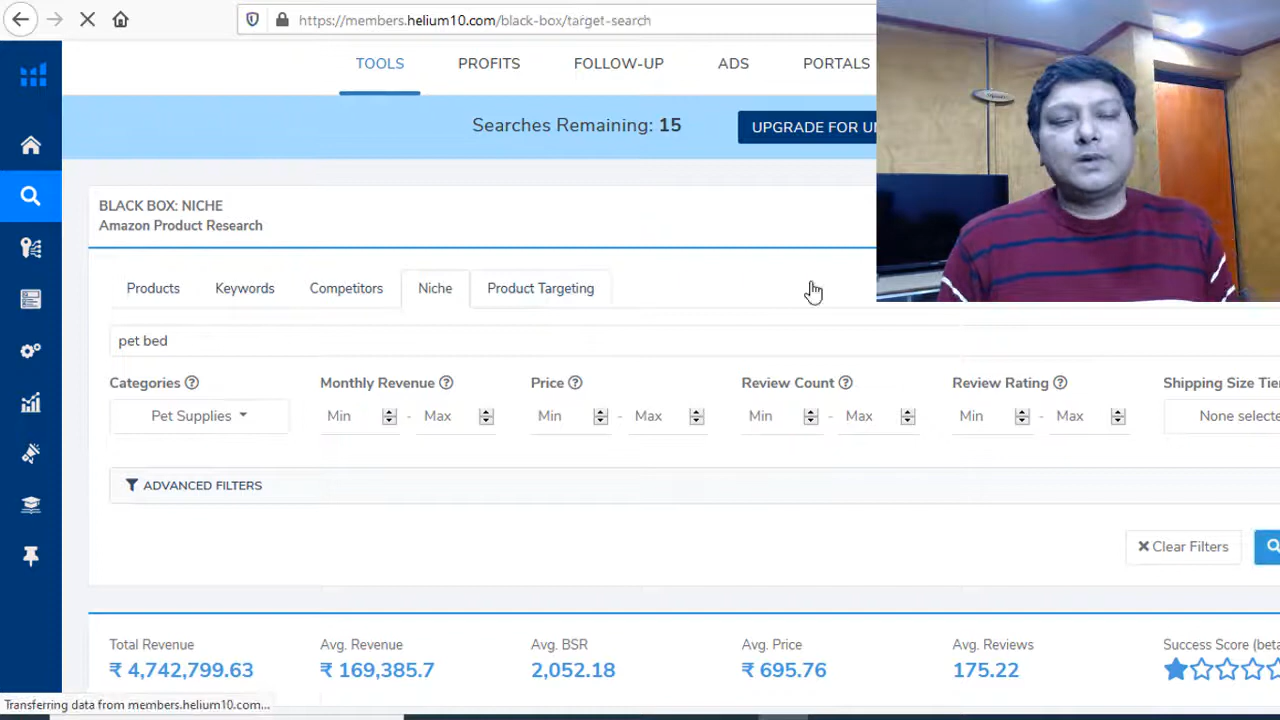 https://members.helium10.com/black-box/target-search
TOOLS PROFITS FOLLOW-UP ADS PORTALS
Searches Remaining: 15 UPGRADE FOR
BLACK BOX: NICHE
Amazon Product Research
Products Keywords Competitors Niche Product Targeting
pet bed
Categories Monthly Revenue Price Review Count Review Rating Shipping Size
Pet Supplies Min - Max Min - Max Min - Max Min - Max None selecte
ADVANCED FILTERS
Clear Filters
Total Revenue Avg. Revenue Avg. BSR Avg. Price Avg. Reviews Success Score (beta
₹ 4,742,799.63 ₹ 169,385.7 2,052.18 ₹ 695.76 175.22
Transferring data from members.helium10.com...